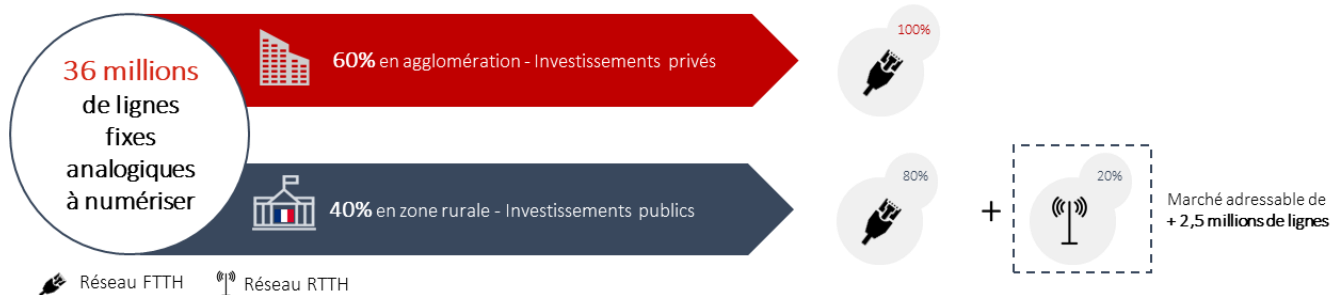 36 millions
de lignes
fixes
analogiques
à numériser
60% en agglomération - Investissements privés
100%
40% en zone rurale - Investissements publics
80%
+
20%
Marché adressable de
+ 2,5 millions de lignes
Réseau FTTH
Réseau RTTH